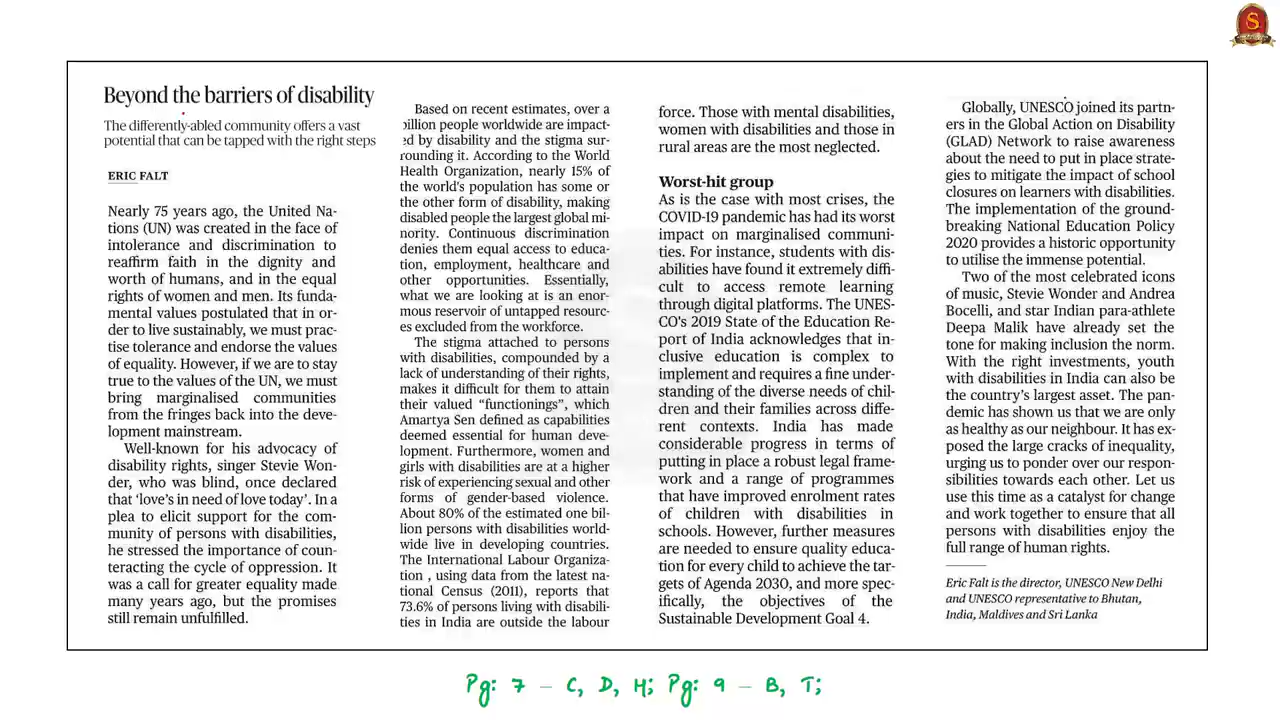 S
Beyond the barriers of disability
The differently-abled community offers a vast
potential that can be tapped with the right steps
ERIC FALT
Nearly 75 years ago, the United Na-
tions (UN) was created in the face of
intolerance and discrimination to
reaffirm faith in the dignity and
worth of humans, and in the equal
rights of women and men. Its funda-
mental values postulated that in or-
der to live sustainably, we must prac-
tise tolerance and endorse the values
of equality. However, if we are to stay
true to the values of the UN, we must
bring marginalised communities
from the fringes back into the deve-
lopment mainstream.
Well-known for his advocacy of
disability rights, singer Stevie Won-
der, who was blind, once declared
that ‘love’s in need of love today’. In a
plea to elicit support for the com-
munity of persons with disabilities,
he stressed the importance of coun-
teracting the cycle of oppression. It
was a call for greater equality made
many years ago, but the promises
still remain unfulfilled.
Based on recent estimates, over a
billion people worldwide are impact-
ed by disability and the stigma sur-
rounding it. According to the World
Health Organization, nearly 15% of
the world's population has some or
the other form of disability, making
disabled people the largest global mi-
nority. Continuous discrimination
denies them equal access to educa-
tion, employment, healthcare and
other opportunities. Essentially,
what we are looking at is an enor-
mous reservoir of untapped resourc-
es excluded from the workforce.
The stigma attached to persons
with disabilities, compounded by a
lack of understanding of their rights,
makes it difficult for them to attain
their valued “functionings”, which
Amartya Sen defined as capabilities
deemed essential for human deve-
lopment. Furthermore, women and
girls with disabilities are at a higher
risk of experiencing sexual and other
forms of gender-based violence.
About 80% of the estimated one bil-
lion persons with disabilities world-
wide live in developing countries.
The International Labour Organiza-
tion , using data from the latest na-
tional Census (2011), reports that
73.6% of persons living with disabili-
ties in India are outside the labour
force. Those with mental disabilities,
women with disabilities and those in
rural areas are the most neglected.
Worst-hit group
As is the case with most crises, the
COVID-19 pandemic has had its worst
impact on marginalised communi-
ties. For instance, students with dis-
abilities have found it extremely diffi-
cult to access remote learning
through digital platforms. The UNES-
CO's 2019 State of the Education Re-
port of India acknowledges that in-
clusive education is complex to
implement and requires a fine under-
standing of the diverse needs of chil-
dren and their families across diffe-
rent contexts. India has made
considerable progress in terms of
putting in place a robust legal frame-
work and a range of programmes
that have improved enrolment rates
of children with disabilities in
schools. However, further measures
are needed to ensure quality educa-
tion for every child to achieve the tar-
gets of Agenda 2030, and more spec-
ifically, the objectives of the
Sustainable Development Goal 4.
Globally, UNESCO joined its partn-
ers in the Global Action on Disability
(GLAD) Network to raise awareness
about the need to put in place strate-
gies to mitigate the impact of school
closures on learners with disabilities.
The implementation of the ground-
breaking National Education Policy
2020 provides a historic opportunity
to utilise the immense potential.
Two of the most celebrated icons
of music, Stevie Wonder and Andrea
Bocelli, and star Indian para-athlete
Deepa Malik have already set the
tone for making inclusion the norm.
With the right investments, youth
with disabilities in India can also be
the country's largest asset. The pan-
demic has shown us that we are only
as healthy as our neighbour. It has ex-
posed the large cracks of inequality,
urging us to ponder over our respon-
sibilities towards each other. Let us
use this time as a catalyst for change
and work together to ensure that all
persons with disabilities enjoy the
full range of human rights.
Eric Falt is the director, UNESCO New Delhi
and UNESCO representative to Bhutan,
India, Maldives and Sri Lanka
Pg: 7 – C, D, H; Pg: 9 – B, T;